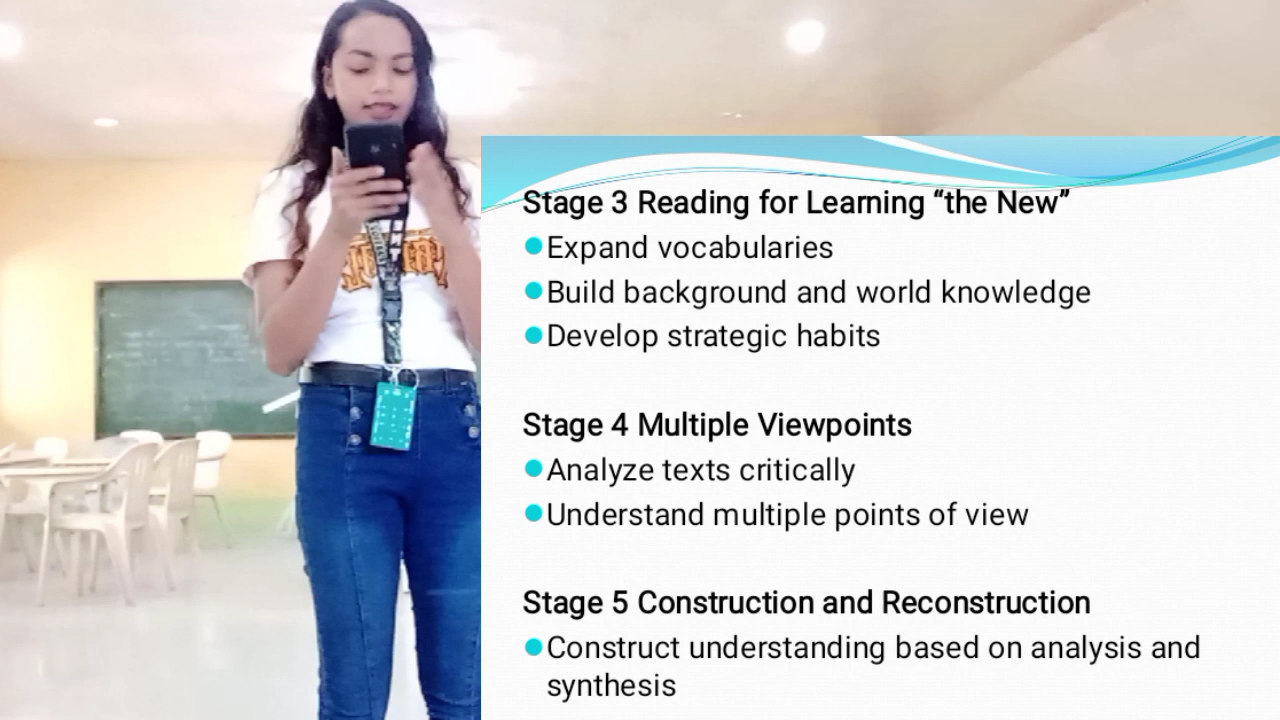 Stage 3 Reading for Learning “the New”
Expand vocabularies
Build background and world knowledge
Develop strategic habits
Stage 4 Multiple Viewpoints
Analyze texts critically
Understand multiple points of view
Stage 5 Construction and Reconstruction
Construct understanding based on analysis and
synthesis